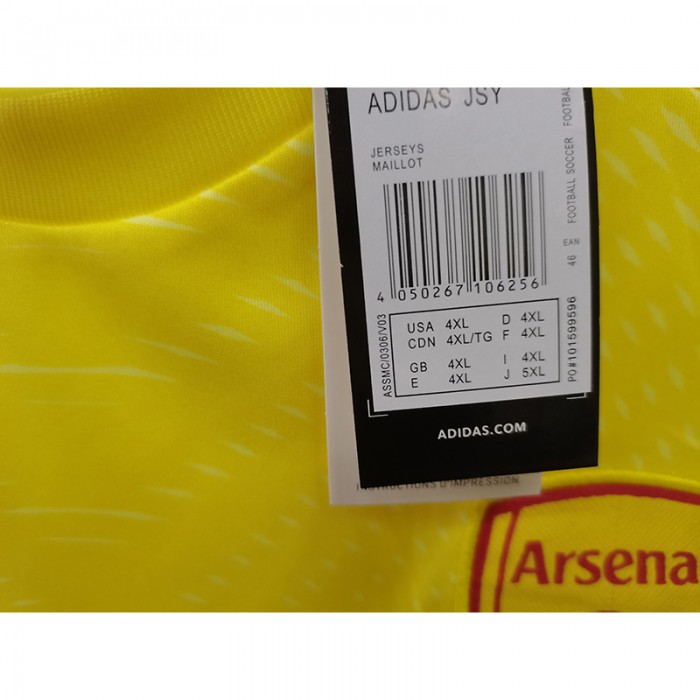 ADIDAS JSY
JERSEYS
MAILLOT
4 050267 106256
USA 4XL D 4XL
CDN 4XL/TG F 4XL
GB 4XL I 4XL
E 4XL J 5XL
ASSMC/0306/V03
FOOTBALL SOCCER FOOTBAL
EAN
46
PO#101599596
ADIDAS.COM
INSTRUCTIONS D'IMPRESSION
Arsena